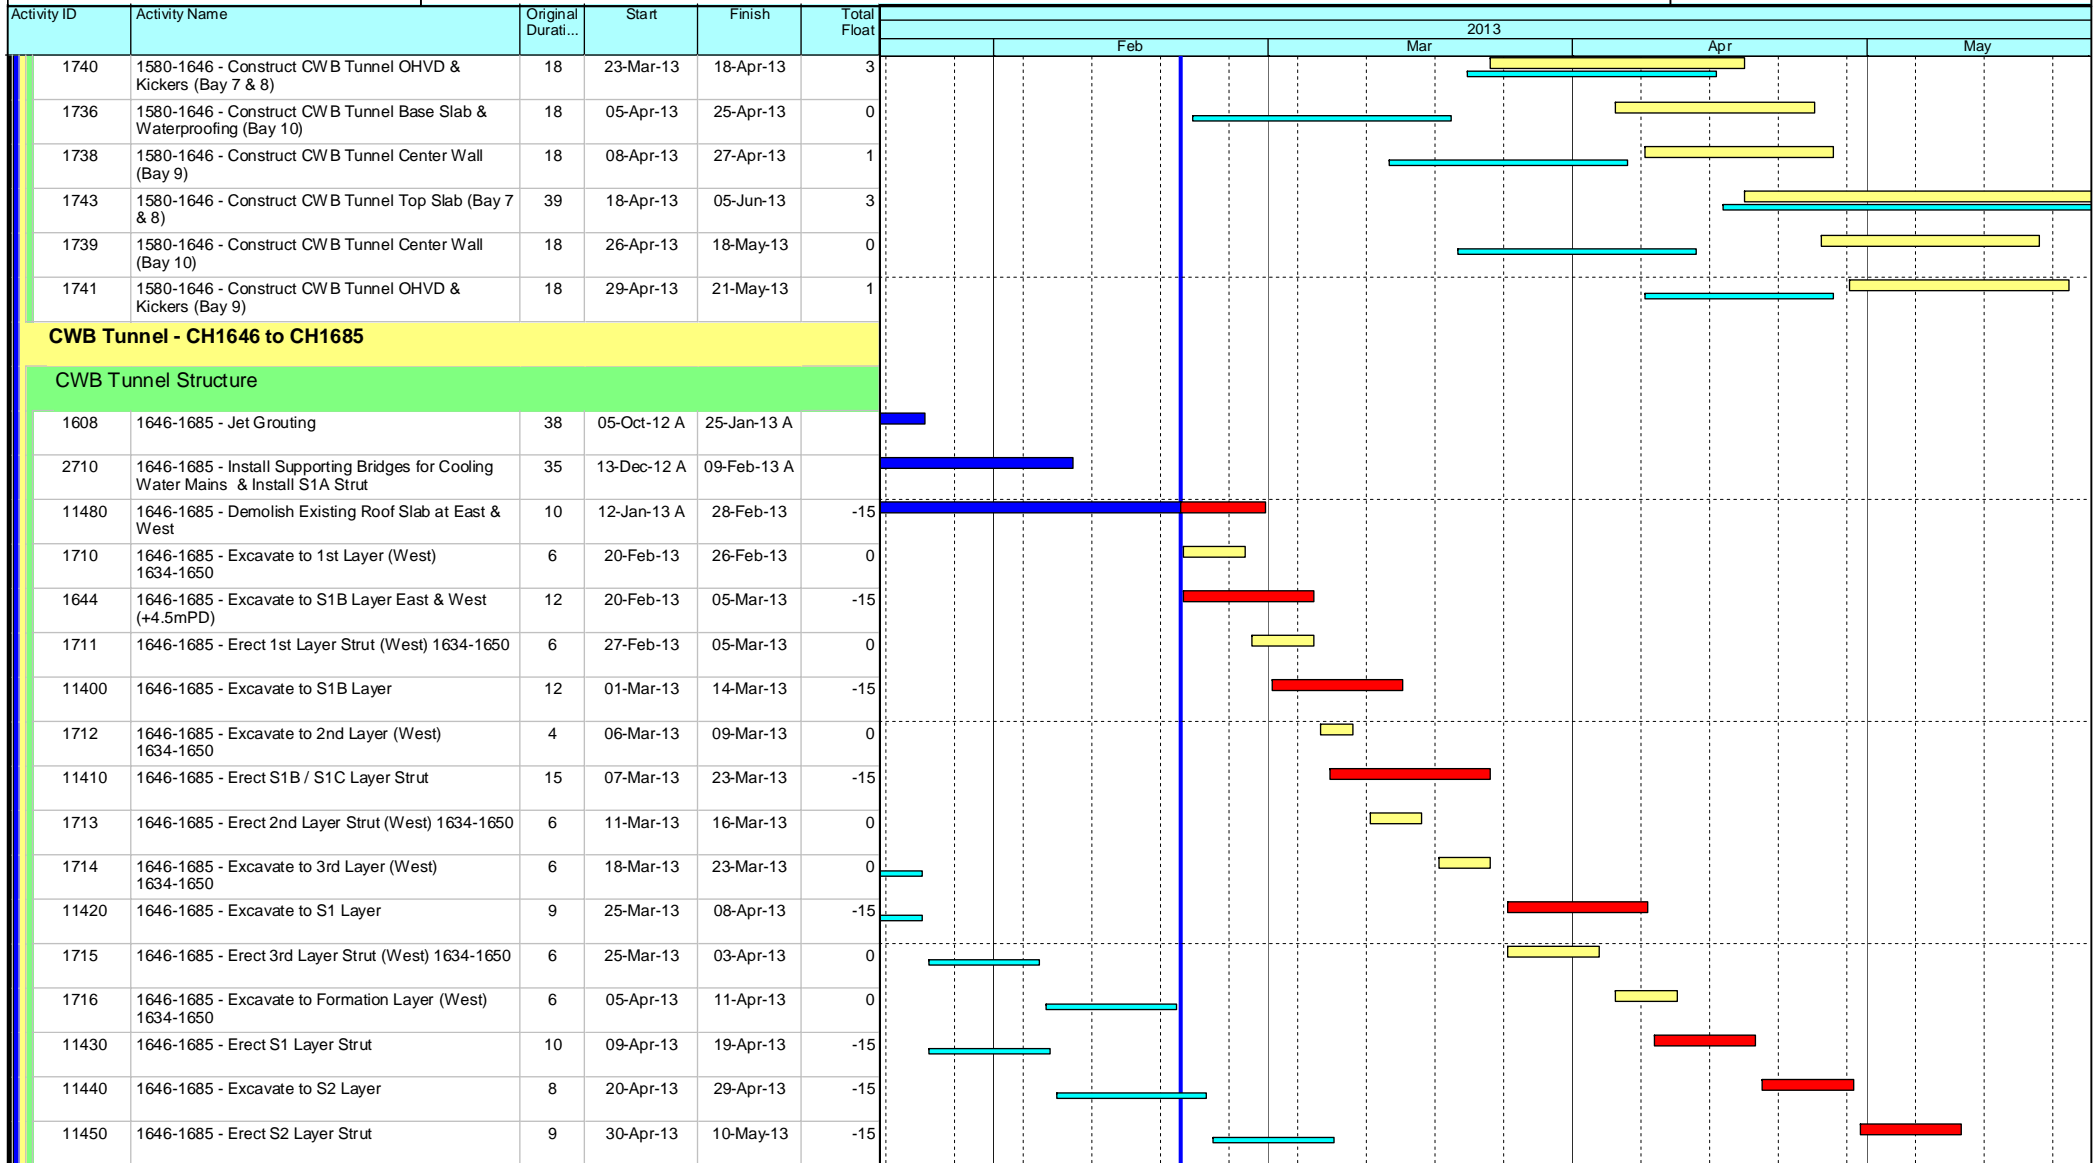 Activity ID Activity Name Original Start Finish Total
Durati... Float
2013
Feb Mar Apr May
1740 1580-1646 - Construct CWB Tunnel OHVD & 18 23-Mar-13 18-Apr-13 3
Kickers (Bay 7 & 8)
1736 1580-1646 - Construct CWB Tunnel Base Slab & 18 05-Apr-13 25-Apr-13 0
Waterproofing (Bay 10)
1738 1580-1646 - Construct CWB Tunnel Center Wall 18 08-Apr-13 27-Apr-13 1
(Bay 9)
1743 1580-1646 - Construct CWB Tunnel Top Slab (Bay 7 39 18-Apr-13 05-Jun-13 3
& 8)
1739 1580-1646 - Construct CWB Tunnel Center Wall 18 26-Apr-13 18-May-13 0
(Bay 10)
1741 1580-1646 - Construct CWB Tunnel OHVD & 18 29-Apr-13 21-May-13 1
Kickers (Bay 9)
CWB Tunnel - CH1646 to CH1685
CWB Tunnel Structure
1608 1646-1685 - Jet Grouting 38 05-Oct-12 A 25-Jan-13 A
2710 1646-1685 - Install Supporting Bridges for Cooling 35 13-Dec-12 A 09-Feb-13 A
Water Mains & Install S1A Strut
11480 1646-1685 - Demolish Existing Roof Slab at East & 10 12-Jan-13 A 28-Feb-13 -15
West
1710 1646-1685 - Excavate to 1st Layer (West) 6 20-Feb-13 26-Feb-13 0
1634-1650
1644 1646-1685 - Excavate to S1B Layer East & West 12 20-Feb-13 05-Mar-13 -15
(+4.5mPD)
1711 1646-1685 - Erect 1st Layer Strut (West) 1634-1650 6 27-Feb-13 05-Mar-13 0
11400 1646-1685 - Excavate to S1B Layer 12 01-Mar-13 14-Mar-13 -15
1712 1646-1685 - Excavate to 2nd Layer (West) 4 06-Mar-13 09-Mar-13 0
1634-1650
11410 1646-1685 - Erect S1B / S1C Layer Strut 15 07-Mar-13 23-Mar-13 -15
1713 1646-1685 - Erect 2nd Layer Strut (West) 1634-1650 6 11-Mar-13 16-Mar-13 0
1714 1646-1685 - Excavate to 3rd Layer (West) 6 18-Mar-13 23-Mar-13 0
1634-1650
11420 1646-1685 - Excavate to S1 Layer 9 25-Mar-13 08-Apr-13 -15
1715 1646-1685 - Erect 3rd Layer Strut (West) 1634-1650 6 25-Mar-13 03-Apr-13 0
1716 1646-1685 - Excavate to Formation Layer (West) 6 05-Apr-13 11-Apr-13 0
1634-1650
11430 1646-1685 - Erect S1 Layer Strut 10 09-Apr-13 19-Apr-13 -15
11440 1646-1685 - Excavate to S2 Layer 8 20-Apr-13 29-Apr-13 -15
11450 1646-1685 - Erect S2 Layer Strut 9 30-Apr-13 10-May-13 -15